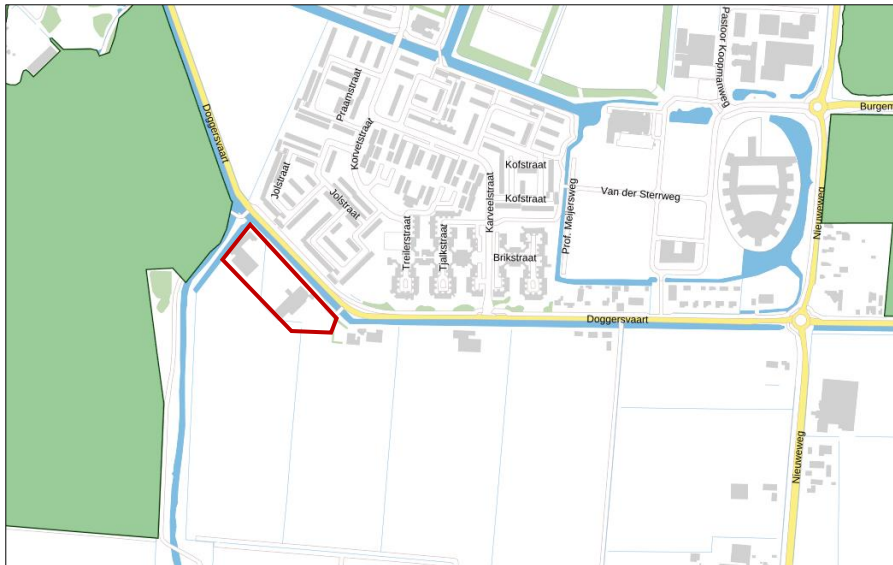 Pastoor Koopmanweg
Praamstraat
Doggersvaart
Burgem
Korvetstraat
Kofstraat
Jolstraat
Van der Sterrweg
Jolstraat
Kofstraat
Karveelstraat
Prof. Meijersweg
Nieuweweg
Treilerstraat
Tjalkstraat
Brikstraat
Doggersvaart
Nieuweweg